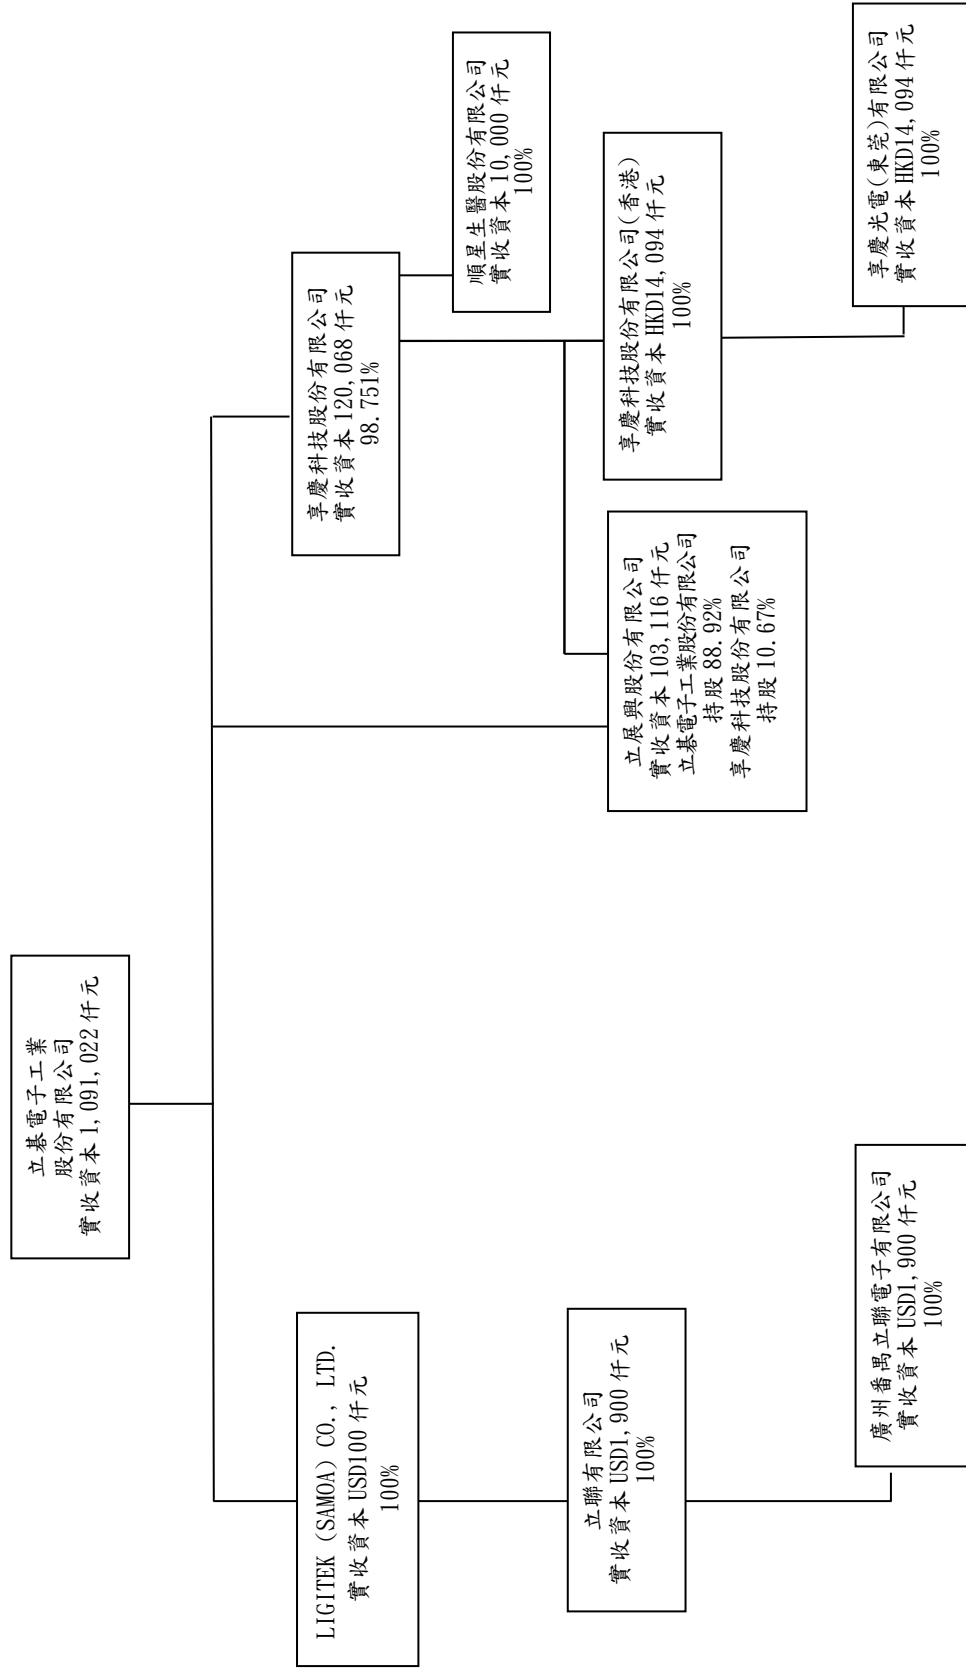 立碁電子工業
股份有限公司
實收資本 1,091,022 仟元
LIGITEK (SAMOA) CO., LTD.
實收資本 USD100 仟元
100%
享慶科技股份有限公司
實收資本 120,068 仟元
98.751%
順星生醫股份有限公司
實收資本 10,000 仟元
100%
立聯有限公司
實收資本 USD1,900 仟元
100%
立展興股份有限公司
實收資本 103,116 仟元
立碁電子工業股份有限公司
持股 88.92%
享慶科技股份有限公司
持股 10.67%
享慶科技股份有限公司(香港)
實收資本 HKD14,094 仟元
100%
廣州番禺立聯電子有限公司
實收資本 USD1,900 仟元
100%
享慶光電(東莞)有限公司
實收資本 HKD14,094 仟元
100%